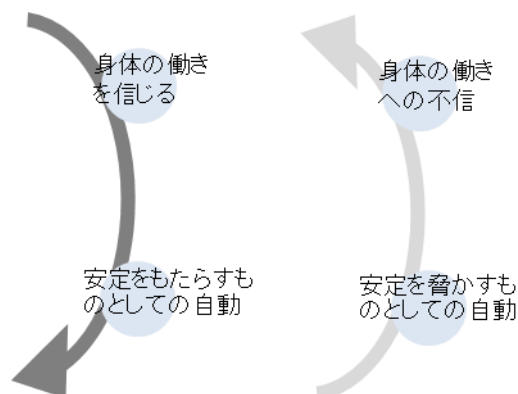 身体の働き
を信じる
身体の働き
への不信
安定をもたらすも
のとしての自動
安定を脅かすも
のとしての自動